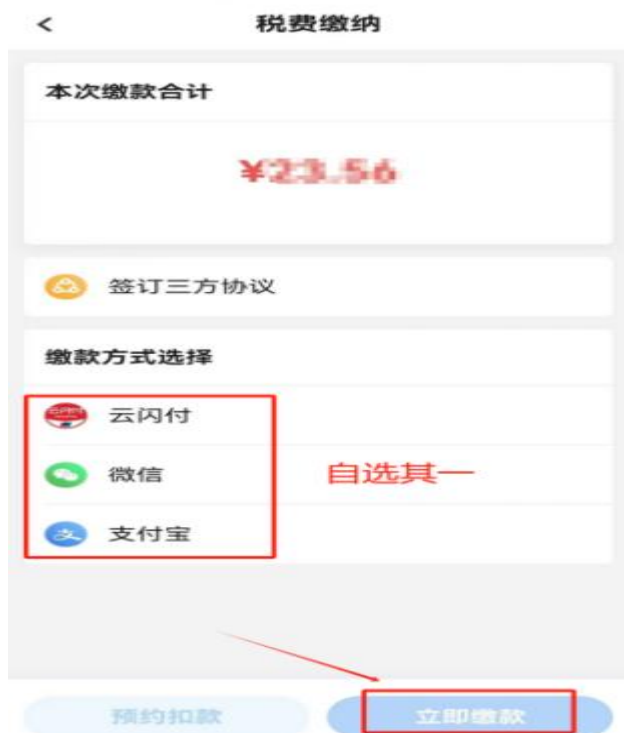 税费缴纳
本次缴款合计
¥23.56
签订三方协议
缴款方式选择
云闪付
微信
自选其一
支付宝
预约扣款
立即缴款